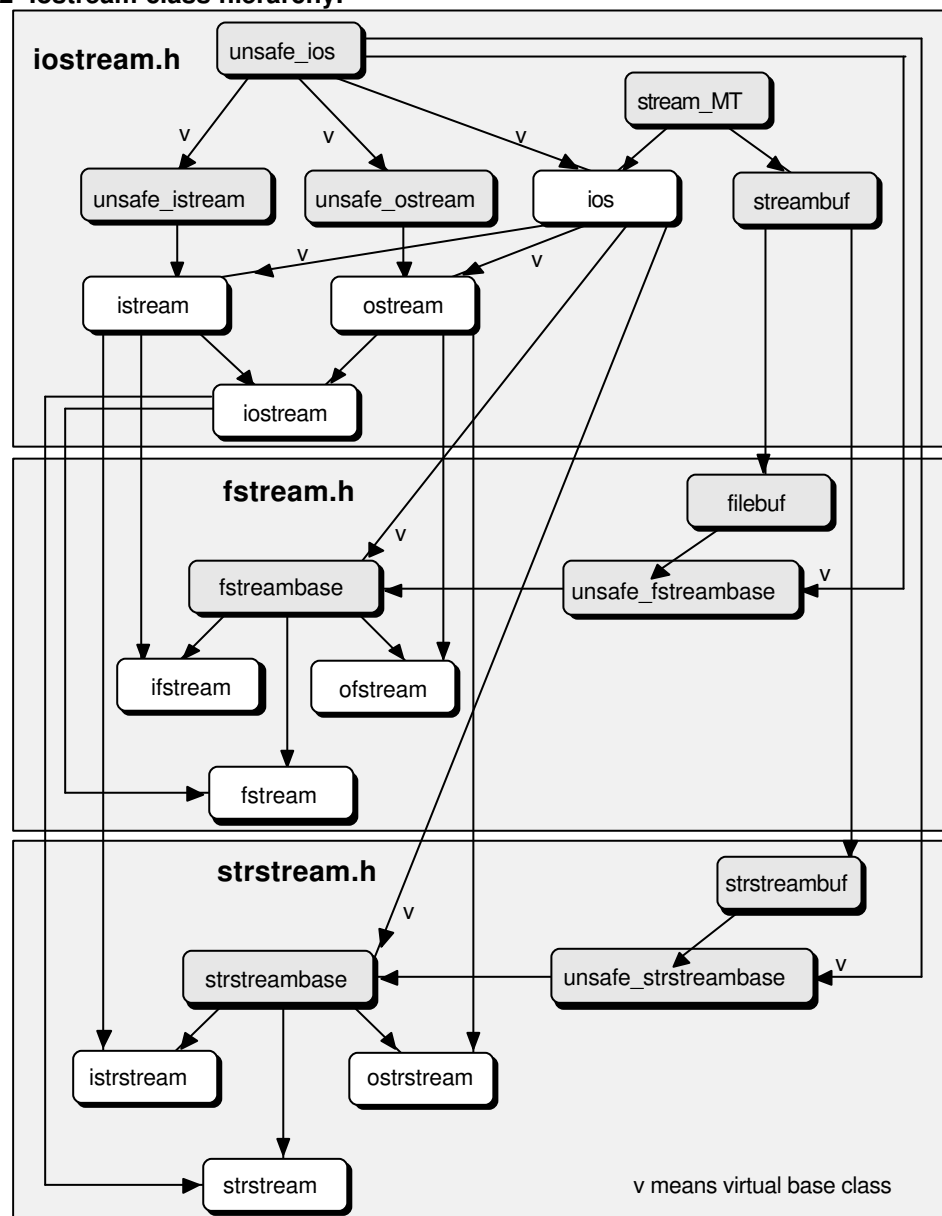 iostream class hierarchy.
iostream.h
unsafe_ios
stream_MT
v
v
v
unsafe_istream
unsafe_ostream
ios
streambuf
v
v
istream
ostream
iostream
fstream.h
filebuf
v
fstreambase
unsafe_fstreambase
v
ifstream
ofstream
fstream
strstream.h
strstreambuf
v
strstreambase
unsafe_strstreambase
v
istrstream
ostrstream
strstream
v means virtual base class